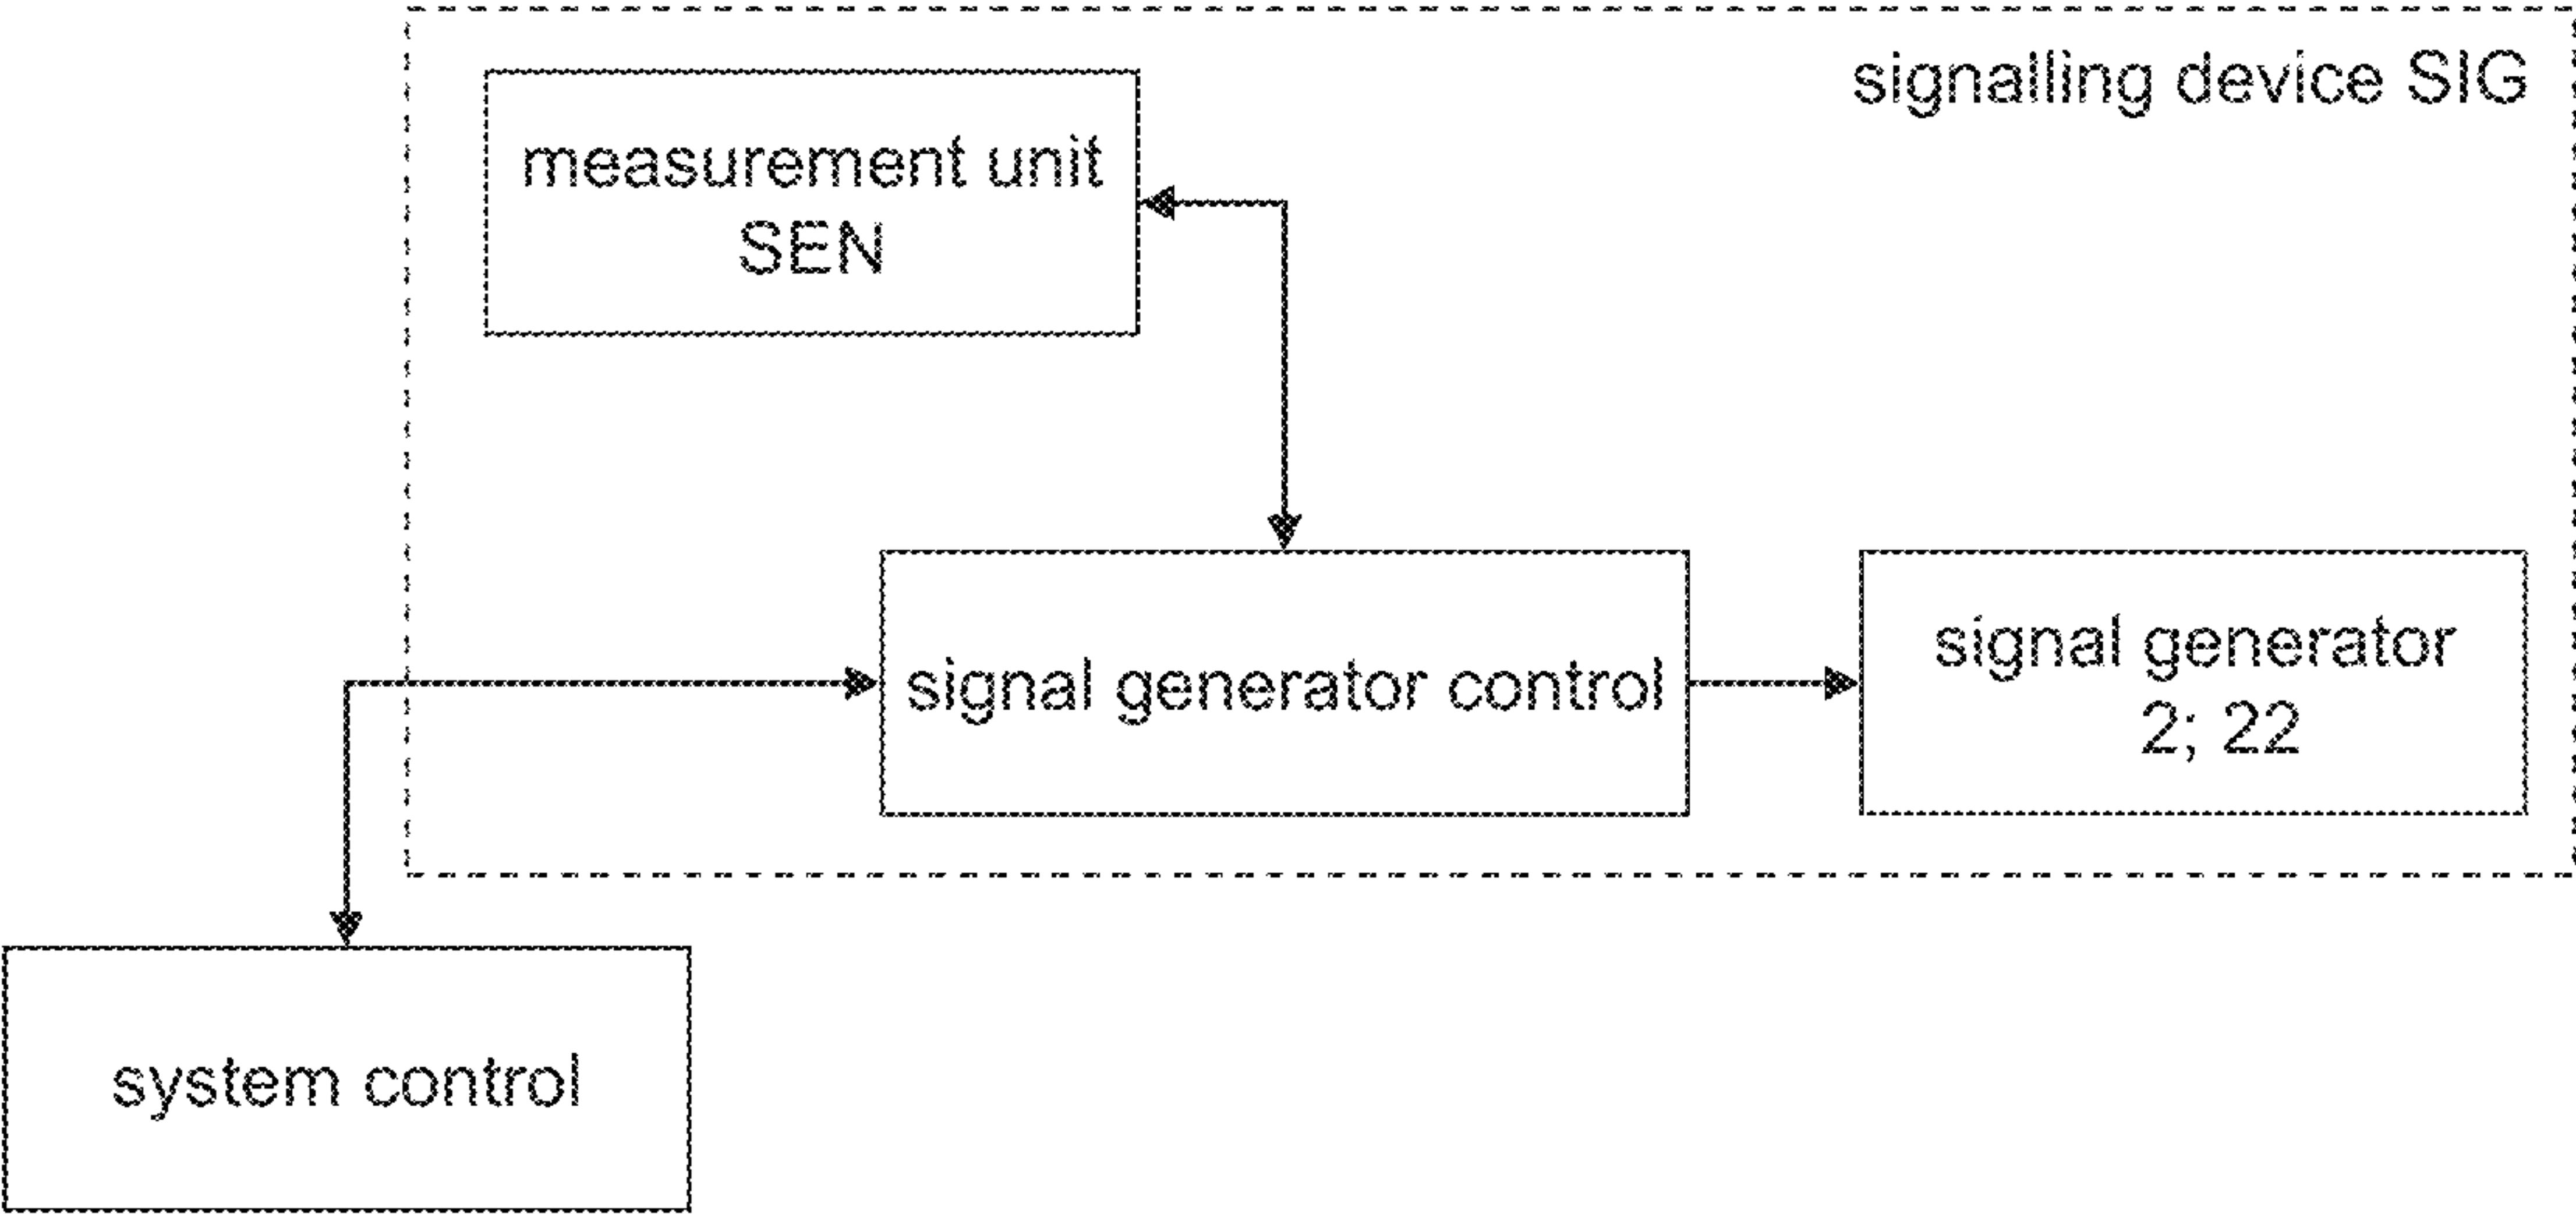 signalling device SIG
measurement unit
SEN
signal generator control
signal generator
2; 22
system control